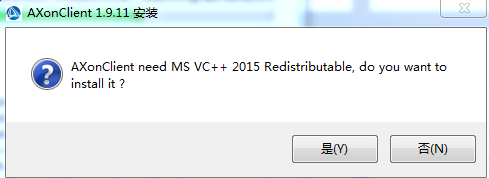 AXonClient 1.9.11 安装
AXonClient need MS VC++ 2015 Redistributable, do you want to
install it ?
是(Y)
否(N)